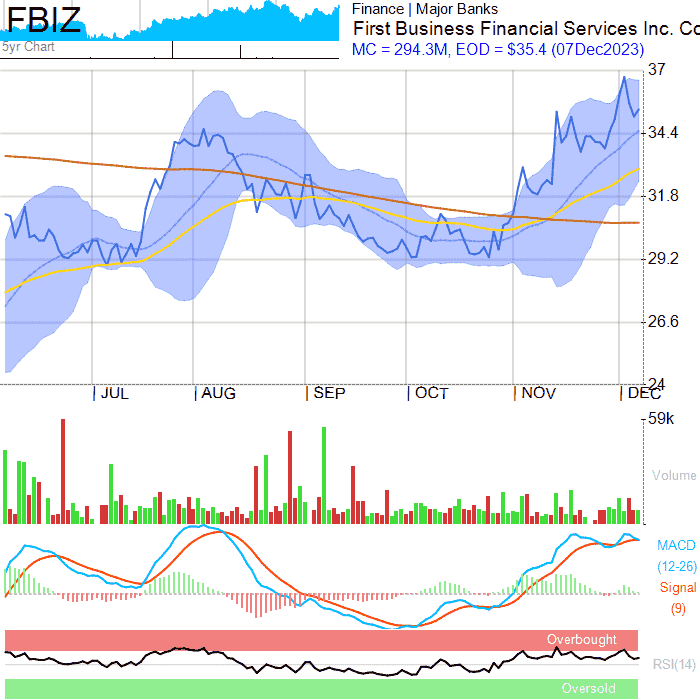 FBIZ
5yr Chart
Finance | Major Banks
First Business Financial Services Inc. Co
MC = 294.3M, EOD = $35.4 (07Dec2023)
37
34.4
31.8
29.2
26.6
24
JUL AUG SEP OCT NOV DEC
59k
Volume
MACD
(12-26)
Signal
(9)
Overbought
RSI(14)
Oversold